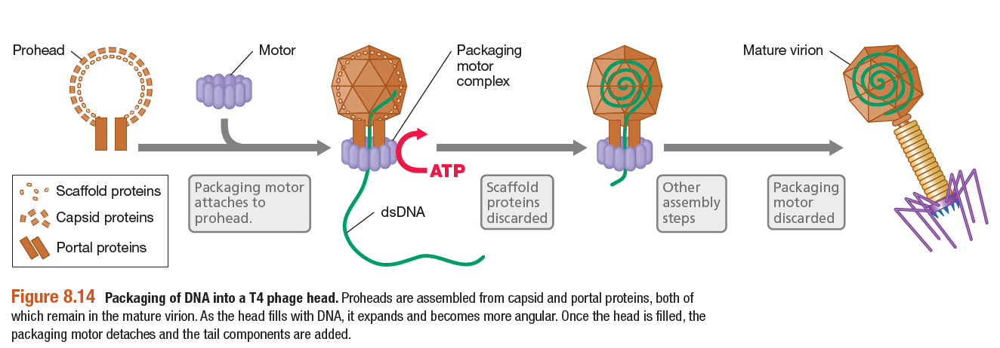 Prohead
Motor
Packaging
motor
complex
Mature virion
ATP
Scaffold proteins
Capsid proteins
Portal proteins
Packaging motor
attaches to
prohead.
dsDNA
Scaffold
proteins
discarded
Other
assembly
steps
Packaging
motor
discarded
Figure 8.14 Packaging of DNA into a T4 phage head. Proheads are assembled from capsid and portal proteins, both of
which remain in the mature virion. As the head fills with DNA, it expands and becomes more angular. Once the head is filled, the
packaging motor detaches and the tail components are added.